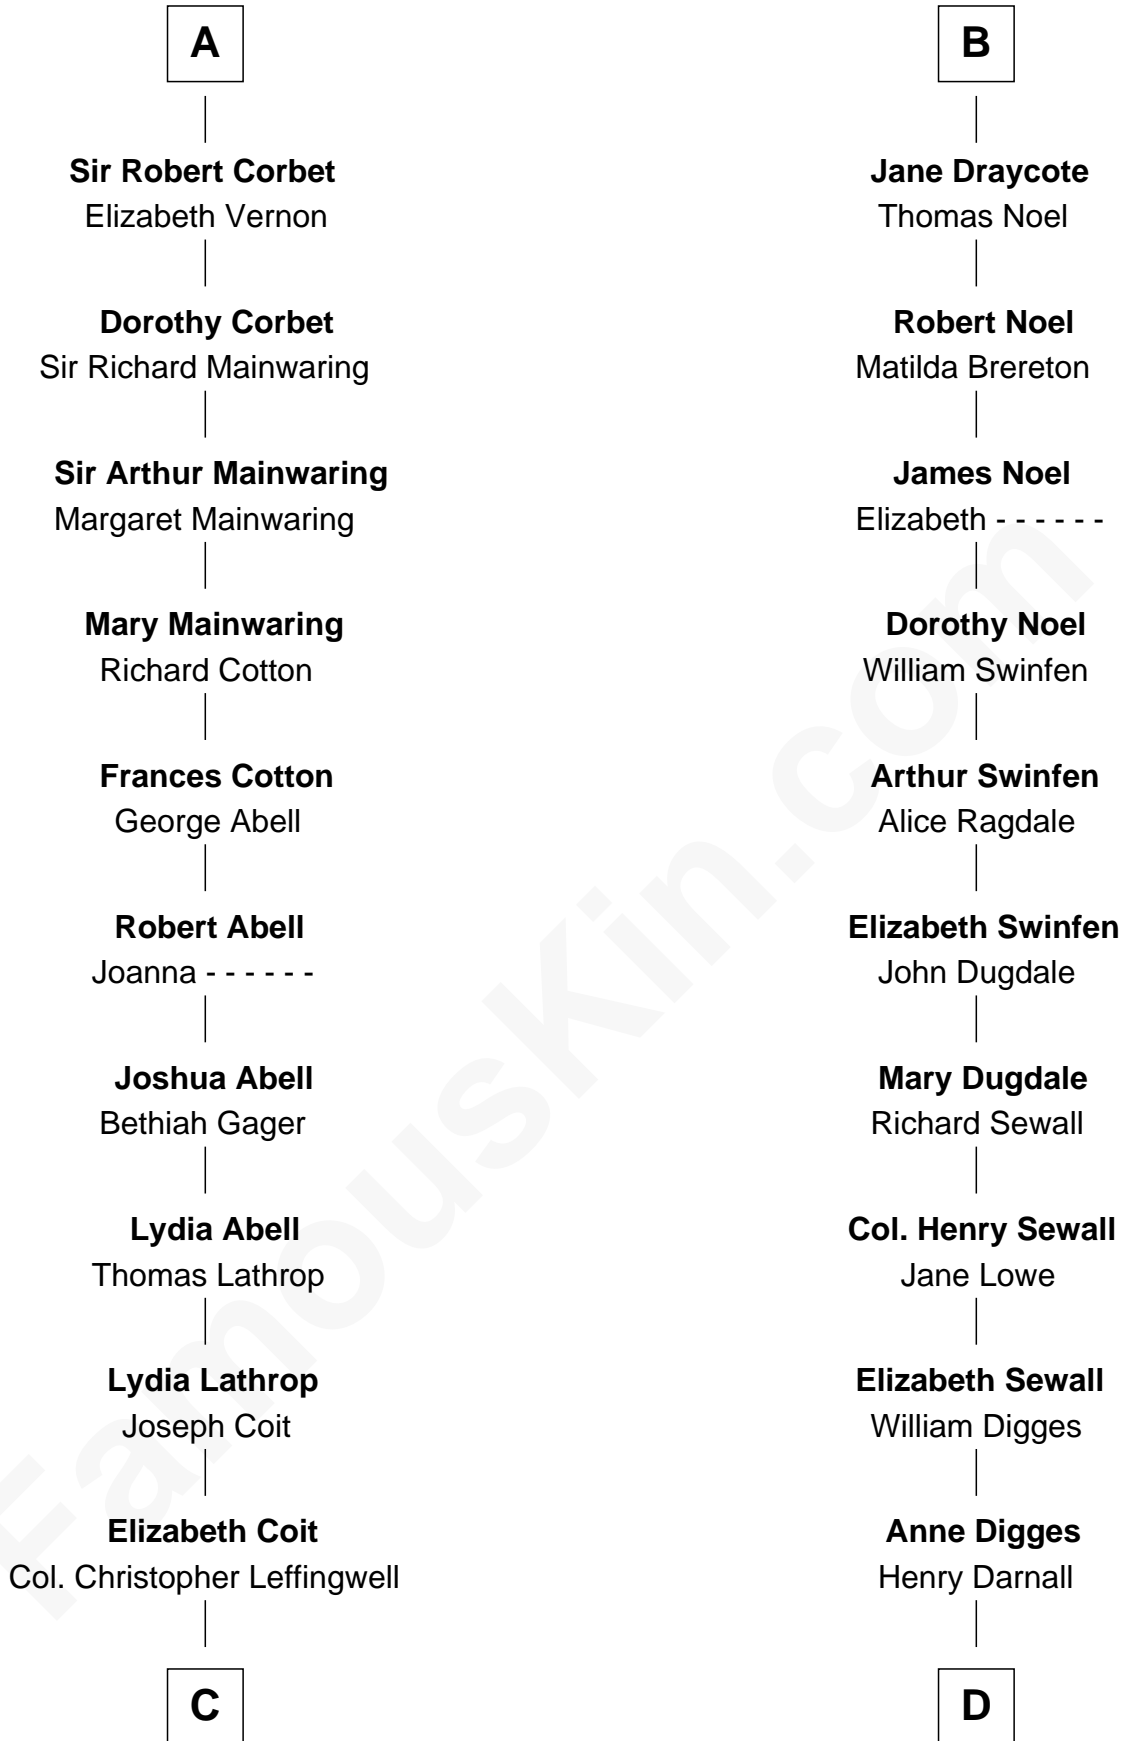 A
Sir Robert Corbet
Elizabeth Vernon
Dorothy Corbet
Sir Richard Mainwaring
Sir Arthur Mainwaring
Margaret Mainwaring
Mary Mainwaring
Richard Cotton
Frances Cotton
George Abell
Robert Abell
Joanna - - - - - -
Joshua Abell
Bethiah Gager
Lydia Abell
Thomas Lathrop
Lydia Lathrop
Joseph Coit
Elizabeth Coit
Col. Christopher Leffingwell
C
B
Jane Draycote
Thomas Noel
Robert Noel
Matilda Brereton
James Noel
Elizabeth - - - - - -
Dorothy Noel
William Swinfen
Arthur Swinfen
Alice Ragdale
Elizabeth Swinfen
John Dugdale
Mary Dugdale
Richard Sewall
Col. Henry Sewall
Jane Lowe
Elizabeth Sewall
William Digges
Anne Digges
Henry Darnall
D
FamousKin.com